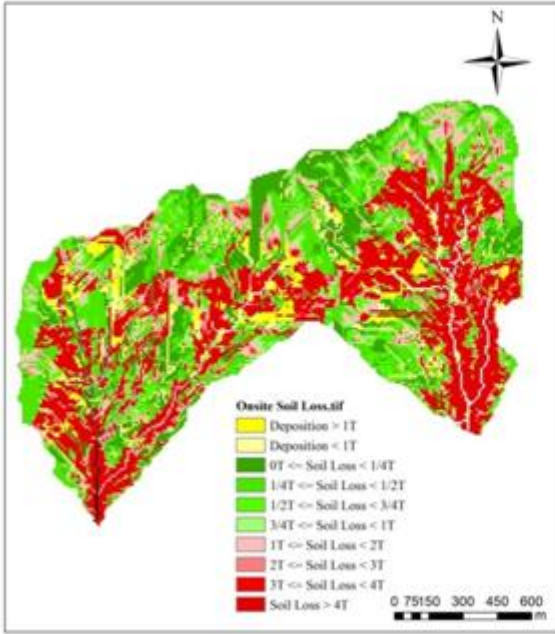 N
Onsite Soil Loss.tif
Deposition > 1T
Deposition < 1T
0T <= Soil Loss < 1/4T
1/4T <= Soil Loss < 1/2T
1/2T <= Soil Loss < 3/4T
3/4T <= Soil Loss < 1T
1T <= Soil Loss < 2T
2T <= Soil Loss < 3T
3T <= Soil Loss < 4T
Soil Loss > 4T
0 75150 300 450 600
m